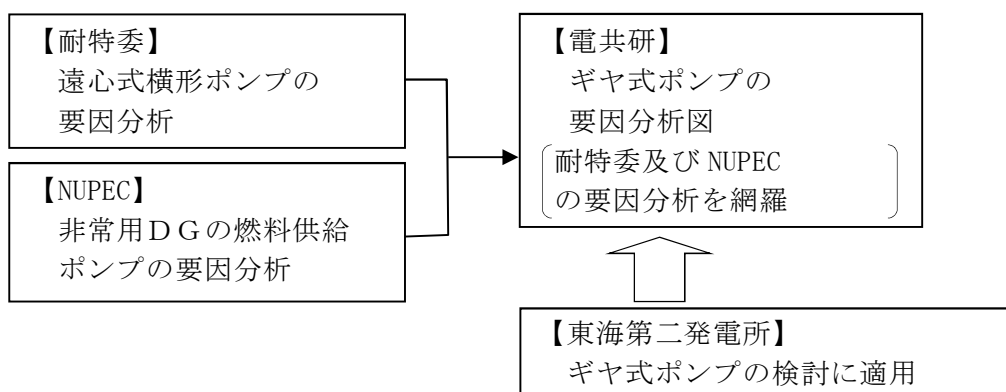 【耐特委】
遠心式横形ポンプの
要因分析
【NUPEC】
非常用ＤＧの燃料供給
ポンプの要因分析
【電共研】
ギヤ式ポンプの
要因分析図
耐特委及び NUPEC
の要因分析を網羅
【東海第二発電所】
ギヤ式ポンプの検討に適用